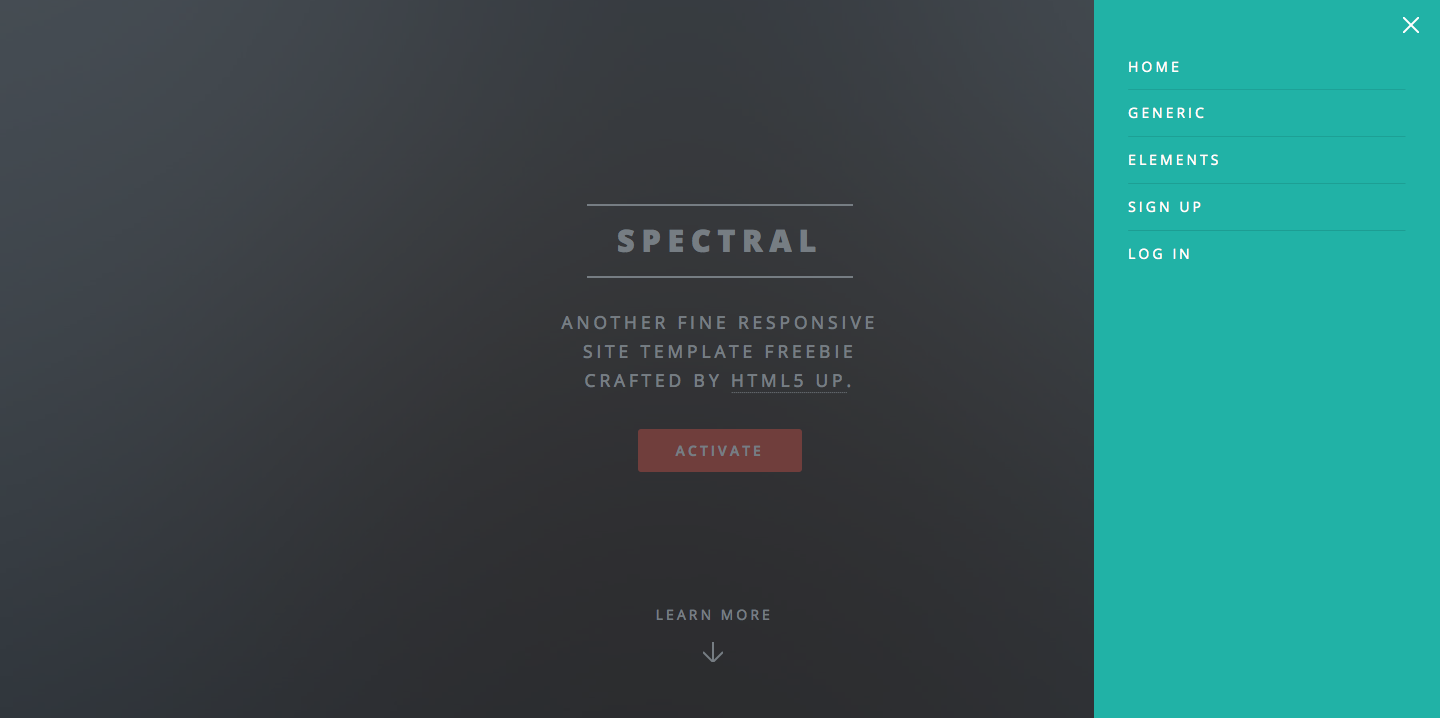 SPECTRAL
ANOTHER FINE RESPONSIVE
SITE TEMPLATE FREEBIE
CRAFTED BY HTML5 UP.
ACTIVATE
LEARN MORE
HOME
GENERIC
ELEMENTS
SIGN UP
LOG IN